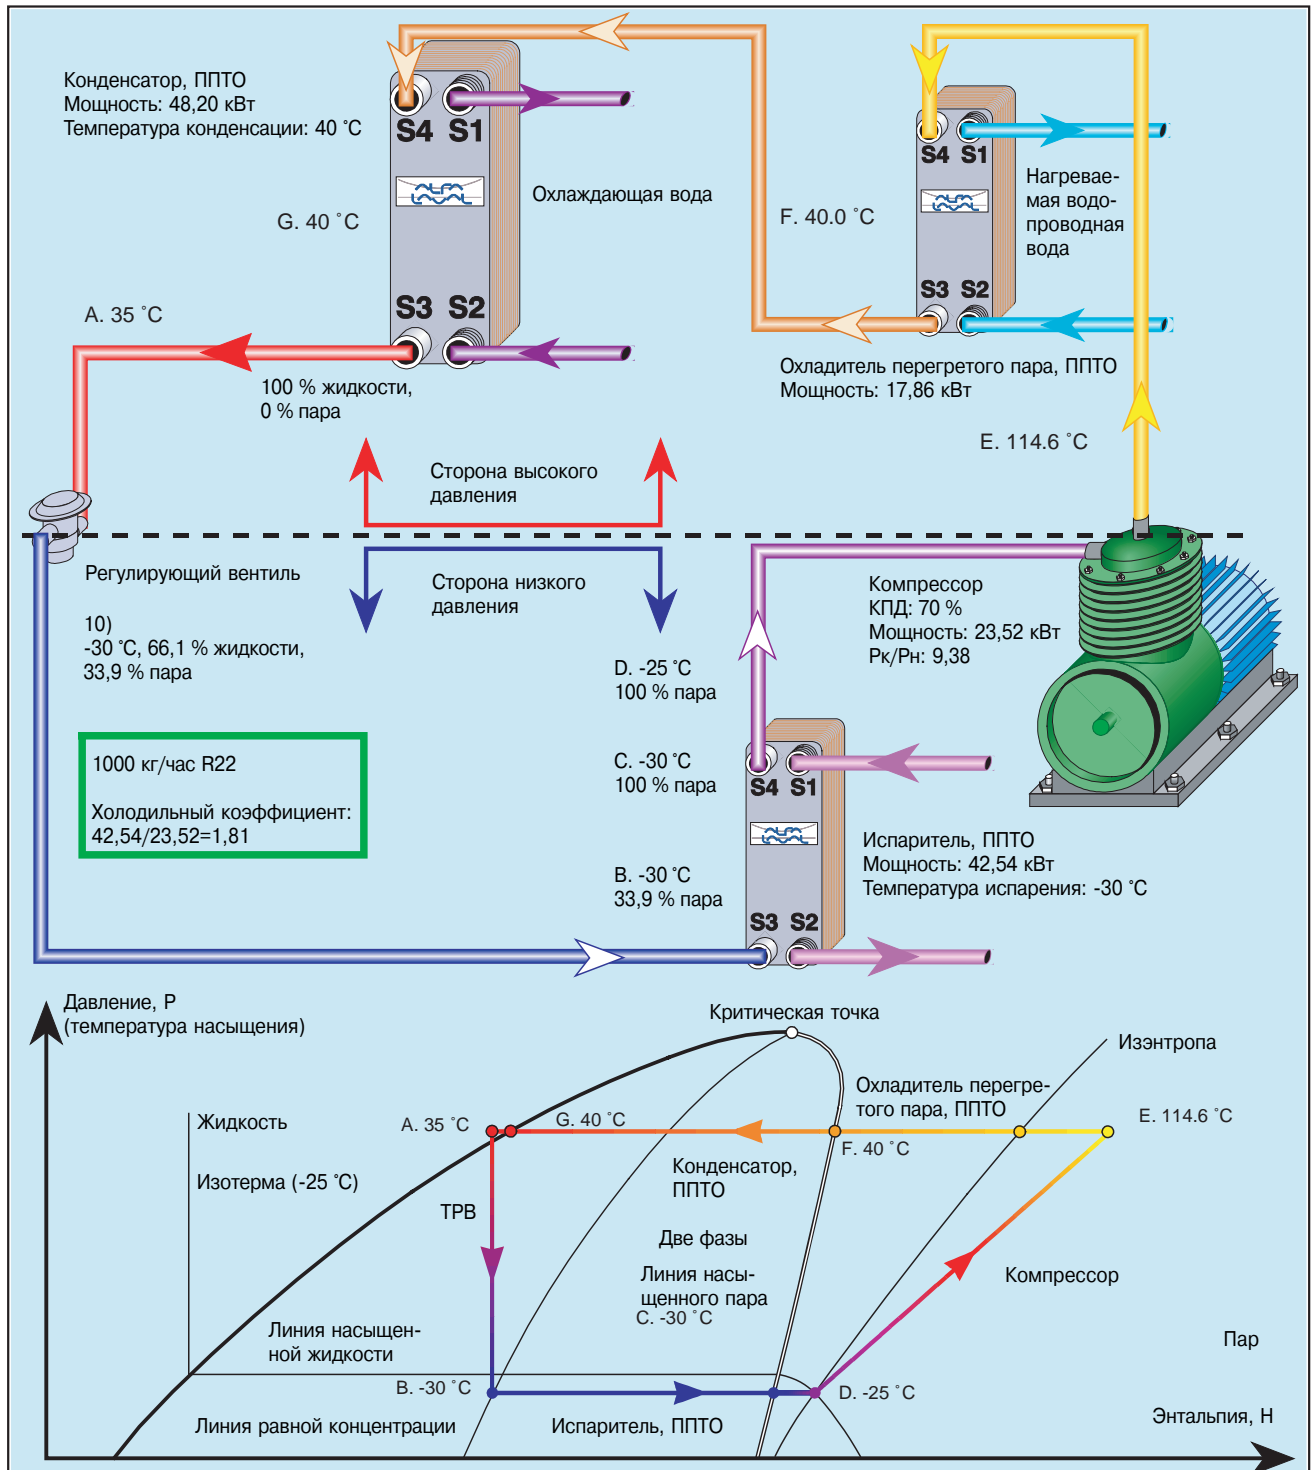 Конденсатор, ППТО
Мощность: 48,20 кВт
Температура конденсации: 40 ˚C
S4 S1
ALFA
LAVAL
S3 S2
Охлаждающая вода
G. 40 ˚C
F. 40.0 ˚C
S4 S1
ALFA
LAVAL
S3 S2
Нагревае-
мая водо-
проводная
вода
A. 35 ˚C
100 % жидкости,
0 % пара
Охладитель перегретого пара, ППТО
Мощность: 17,86 кВт
E. 114.6 ˚C
Сторона высокого
давления
Регулирующий вентиль
Сторона низкого
давления
10)
-30 ˚C, 66,1 % жидкости,
33,9 % пара
Компрессор
КПД: 70 %
Мощность: 23,52 кВт
Рк/Рн: 9,38
D. -25 ˚C
100 % пара
C. -30 ˚C
100 % пара
S4 S1
ALFA
LAVAL
S3 S2
1000 кг/час R22
Холодильный коэффициент:
42,54/23,52=1,81
B. -30 ˚C
33,9 % пара
Испаритель, ППТО
Мощность: 42,54 кВт
Температура испарения: -30 ˚C
Давление, Р
(температура насыщения)
Критическая точка
Изэнтропа
Охладитель перегре-
того пара, ППТО
Жидкость
A. 35 ˚C
G. 40 ˚C
E. 114.6 ˚C
F. 40 ˚C
Изотерма (-25 ˚C)
Конденсатор,
ППТО
ТРВ
Две фазы
Линия насы-
щенного пара
C. -30 ˚C
Компрессор
Линия насыщен-
ной жидкости
Пар
B. -30 ˚C
D. -25 ˚C
Линия равной концентрации
Испаритель, ППТО
Энтальпия, Н